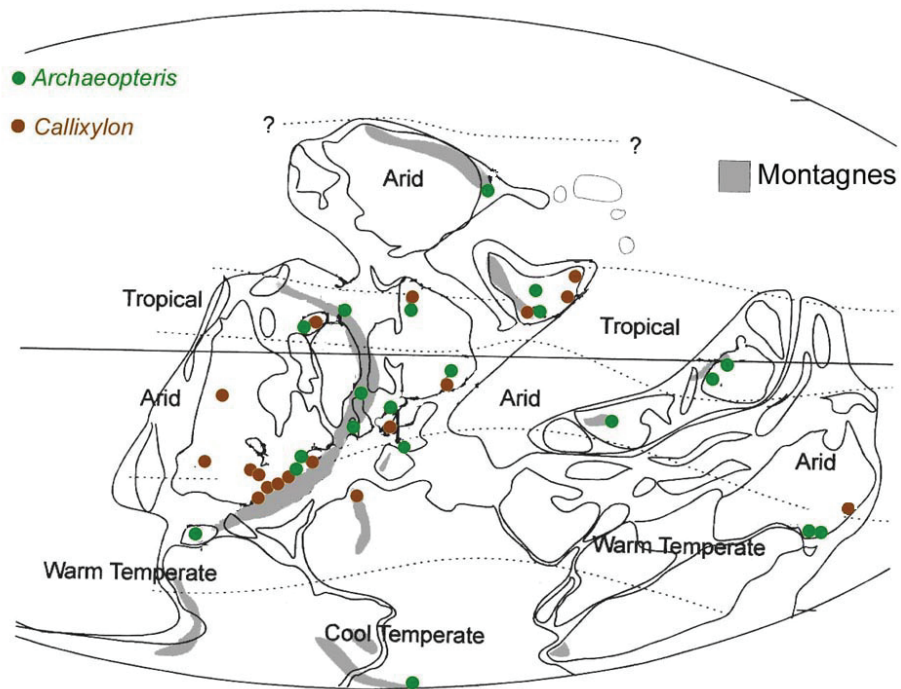 Archaeopteris
Callixylon
?
?
Arid
Montagnes
Tropical
Tropical
Arid
Arid
Arid
Warm Temperate
Warm Temperate
Cool Temperate